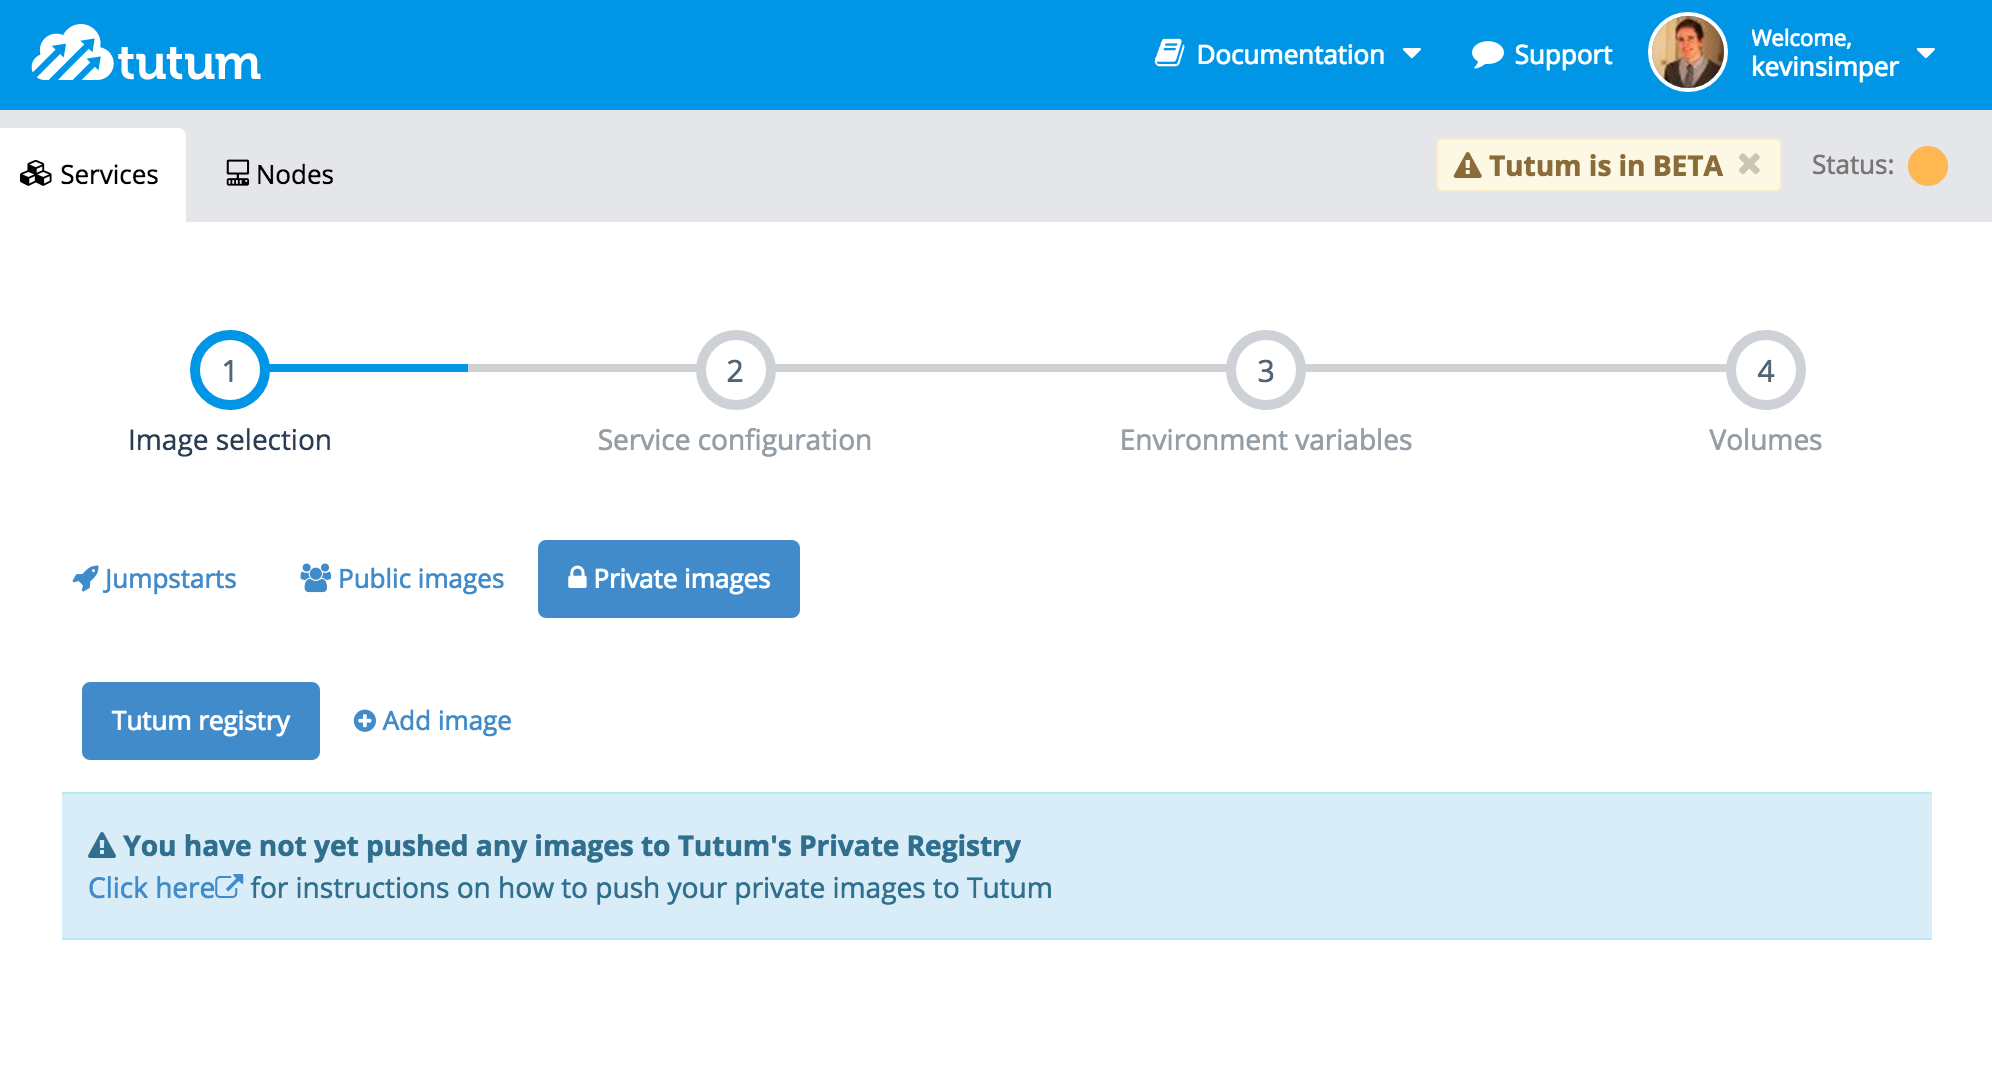 tutum
Documentation
Support
Welcome,
kevinsimper
Services
Nodes
Tutum is in BETA
Status:
1
2
3
4
Image selection
Service configuration
Environment variables
Volumes
Jumpstarts
Public images
Private images
Tutum registry
Add image
You have not yet pushed any images to Tutum's Private Registry
Click here for instructions on how to push your private images to Tutum